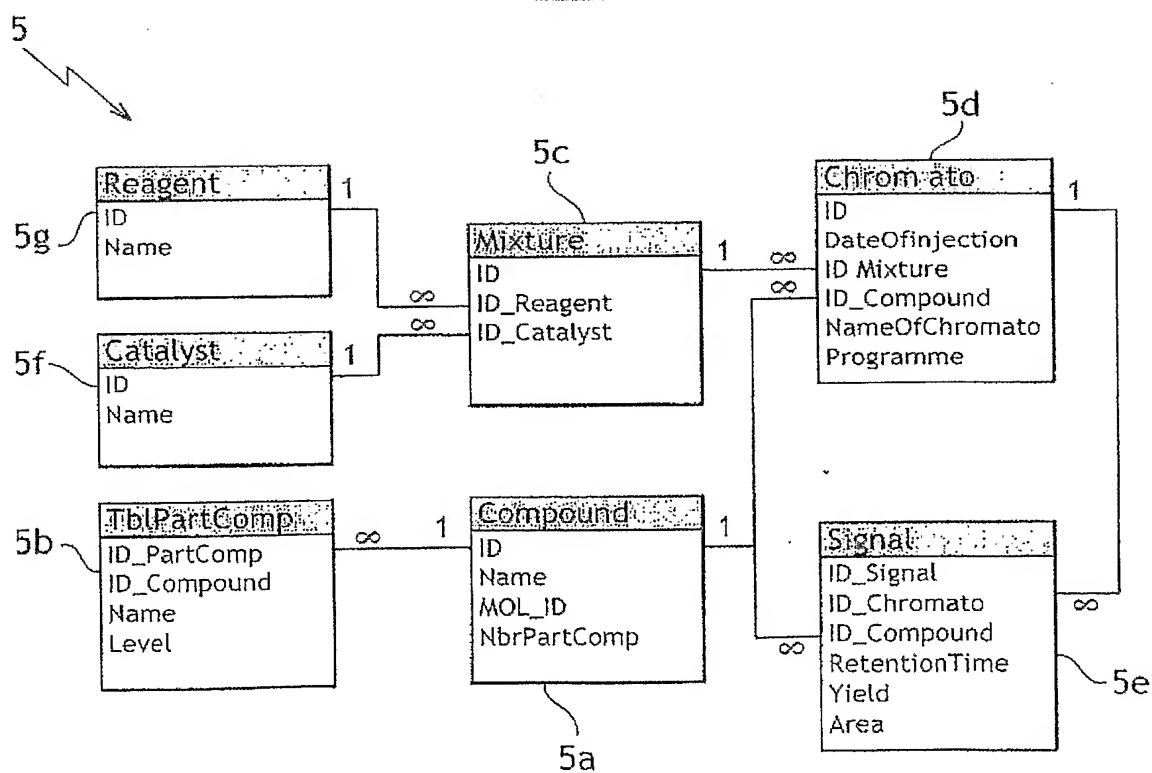 5
Reagent
ID
Name
1
5g
Catalyst
ID
Name
1
5f
TblPartComp
ID_PartComp
ID_Compound
Name
Level
∞
5b
5c
Mixture
ID
ID_Reagent
ID_Catalyst
∞
∞
1
Compound
ID
Name
MOL_ID
NbrPartComp
1
1
5a
5d
Chromato
ID
DateOfinjection
ID Mixture
ID_Compound
NameOfChromato
Programme
∞
∞
1
Signal
ID_Signal
ID_Chromato
ID_Compound
RetentionTime
Yield
Area
∞
∞
5e